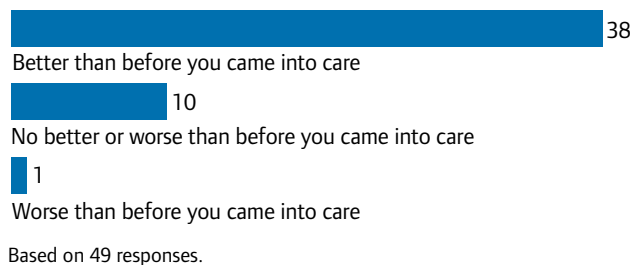 38
Better than before you came into care
10
No better or worse than before you came into care
1
Worse than before you came into care
Based on 49 responses.